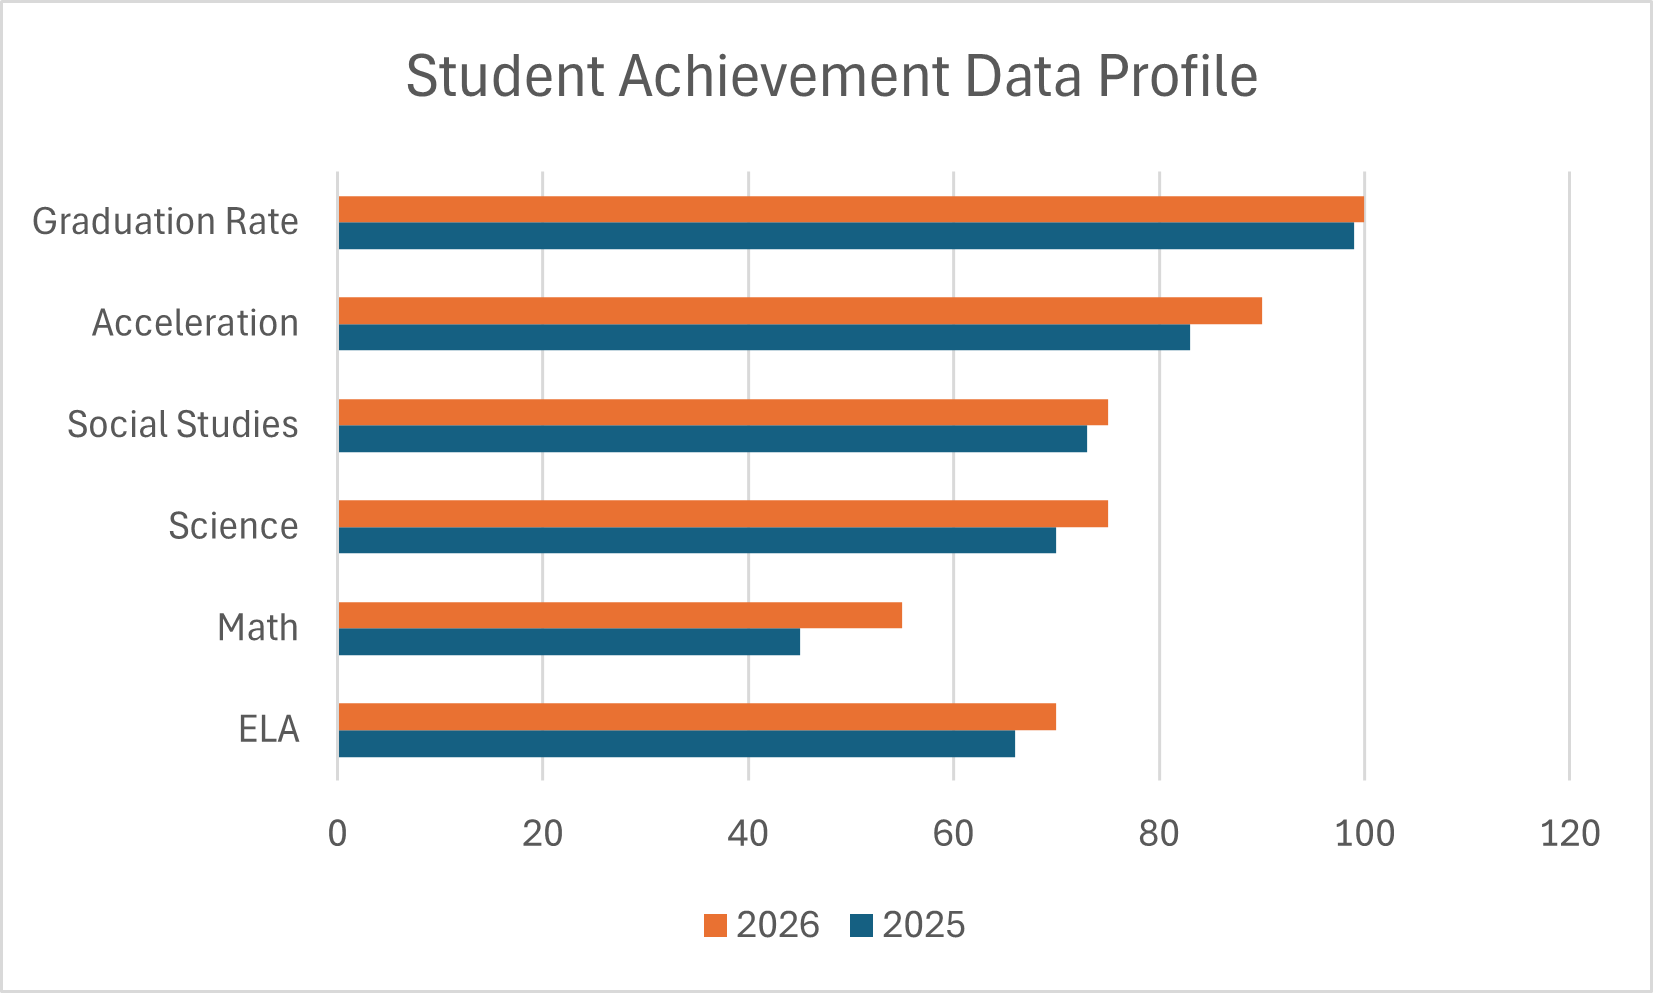 Student Achievement Data Profile
Graduation Rate
Acceleration
Social Studies
Science
Math
ELA
0 20 40 60 80 100 120
2026 2025